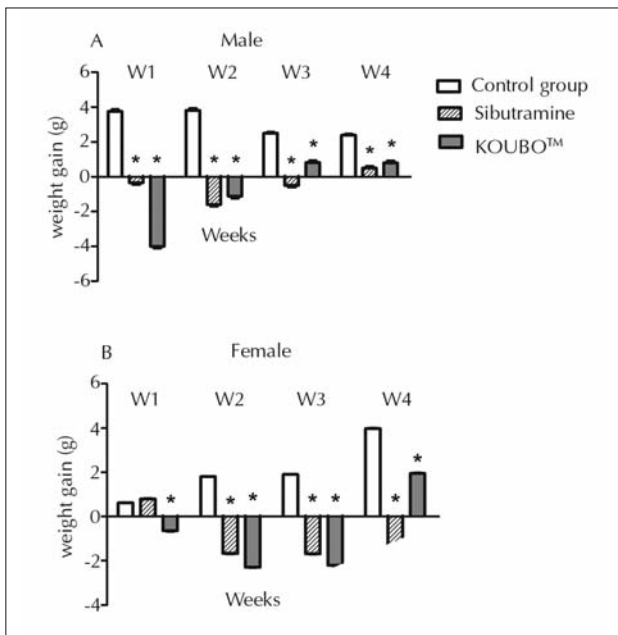 A Male
W1 W2 W3 W4
Control group
Sibutramine
KOUBO™
weight gain (g)
6
4
2
0
-2
-4
-6
* * * * * * * *
Weeks
B Female
W1 W2 W3 W4
weight gain (g)
6
4
2
0
-2
-4
* * * * * * *
Weeks